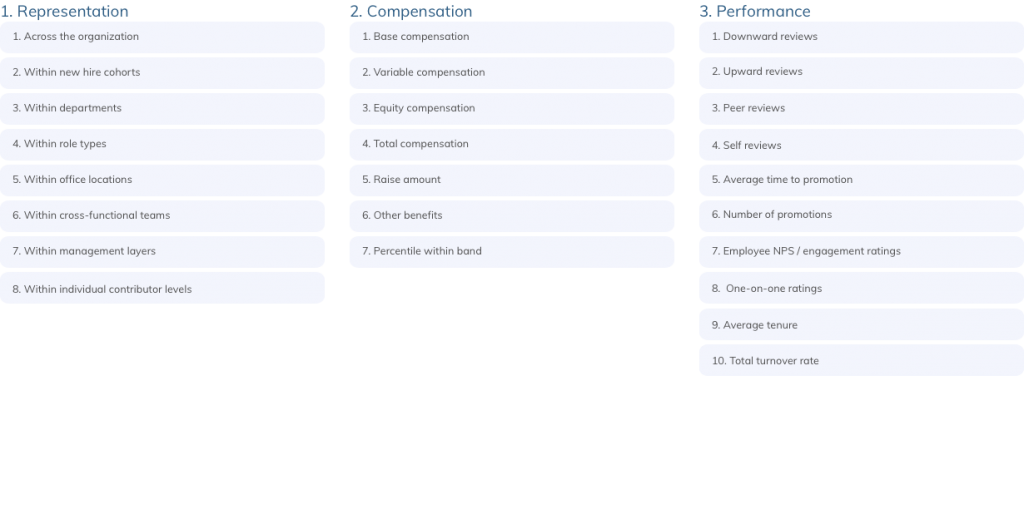 1. Representation
1. Across the organization
2. Within new hire cohorts
3. Within departments
4. Within role types
5. Within office locations
6. Within cross-functional teams
7. Within management layers
8. Within individual contributor levels
2. Compensation
1. Base compensation
2. Variable compensation
3. Equity compensation
4. Total compensation
5. Raise amount
6. Other benefits
7. Percentile within band
3. Performance
1. Downward reviews
2. Upward reviews
3. Peer reviews
4. Self reviews
5. Average time to promotion
6. Number of promotions
7. Employee NPS / engagement ratings
8. One-on-one ratings
9. Average tenure
10. Total turnover rate